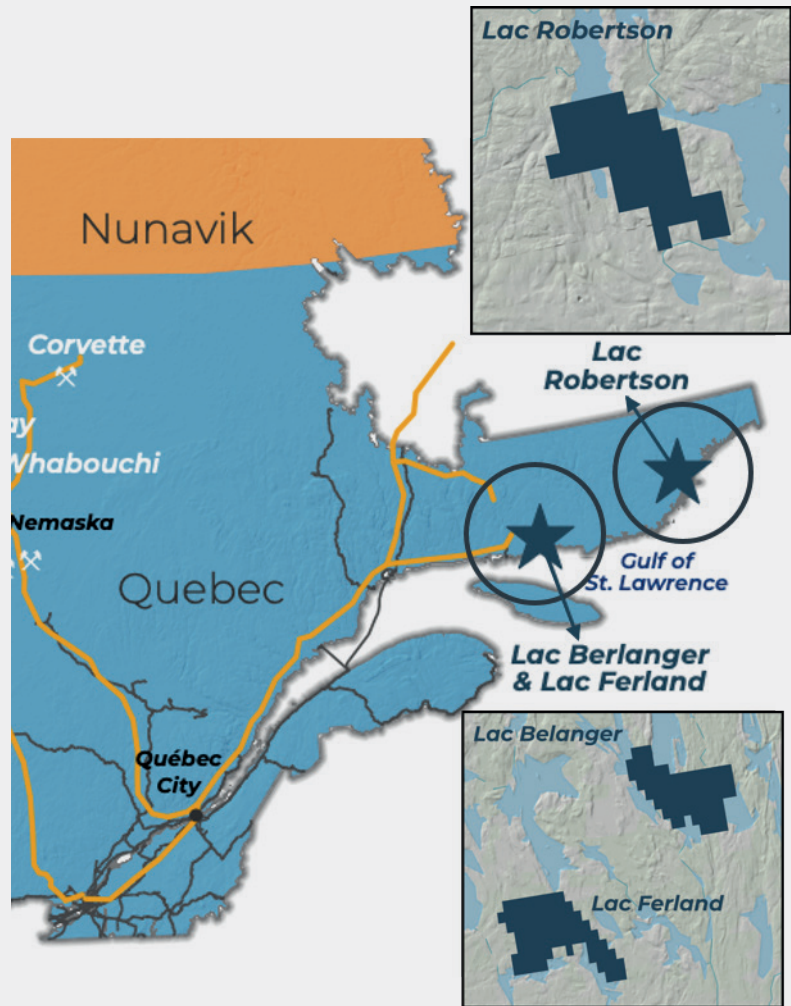 Lac Robertson
Nunavik
Corvette
Lac
Robertson
ay
Whabouchi
Nemaska
Quebec
Gulf of
St. Lawrence
Lac Berlanger
& Lac Ferland
Québec
City
Lac Belanger
Lac Ferland